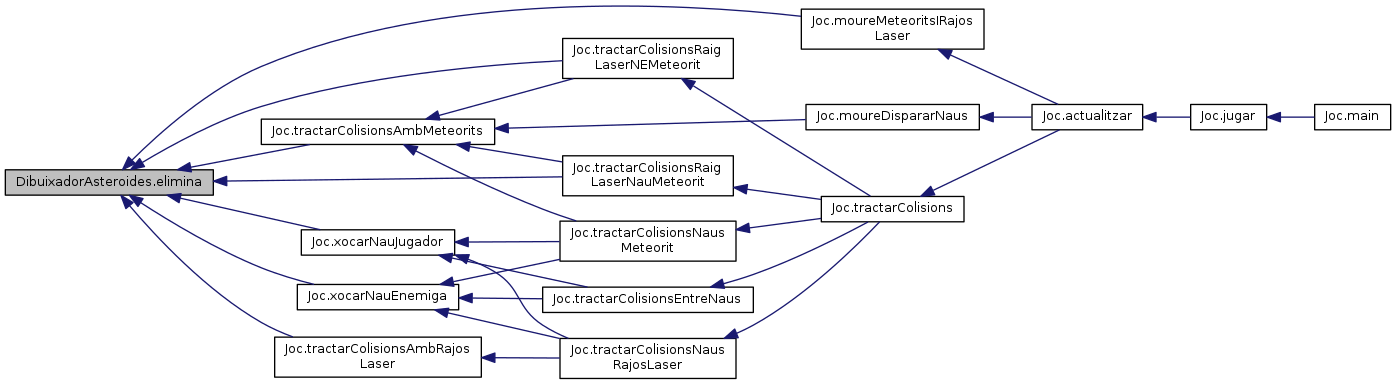 DibuixadorAsteroides.elimina
Joc.moureMeteoritsIRajos
Laser
Joc.tractarColisionsRaig
LaserNEMeteorit
Joc.tractarColisionsAmbMeteorits
Joc.moureDispararNaus
Joc.actualitzar
Joc.jugar
Joc.main
Joc.tractarColisionsRaig
LaserNauMeteorit
Joc.tractarColisions
Joc.xocarNauJugador
Joc.tractarColisionsNaus
Meteorit
Joc.xocarNauEnemiga
Joc.tractarColisionsEntreNaus
Joc.tractarColisionsAmbRajos
Laser
Joc.tractarColisionsNaus
RajosLaser